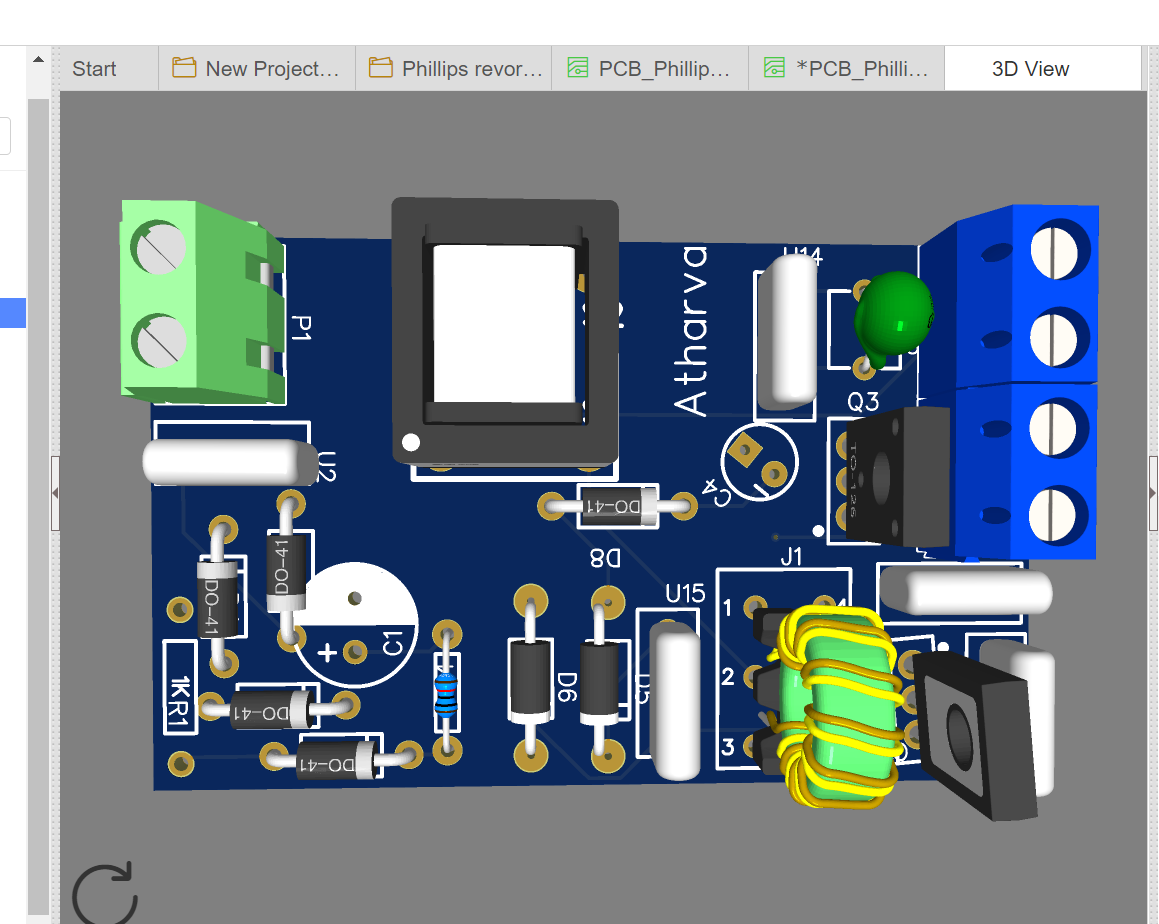 Start
New Project...
Phillips revor...
PCB_Phillip...
*PCB_Philli...
3D View
P1
Atharva
U14
Q3
U2
TO-126
DO-41
C4
DO-41
DO-41
D8
J1
U15
1
4
2
3
C1
+
1KR1
DO-41
DO-41
D6
D5